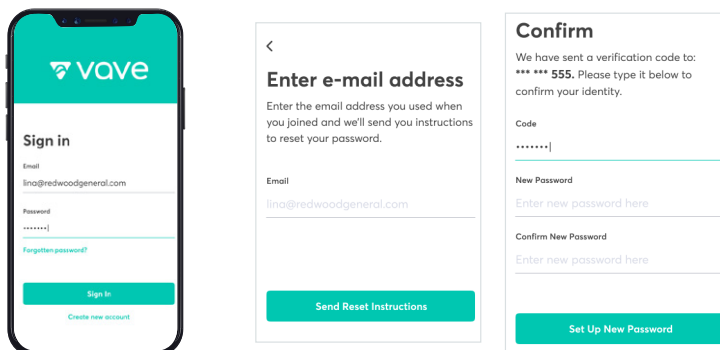 vave
Sign in
Email
lina@redwoodgeneral.com
Password
•••••••|
Forgotten password?
Sign In
Create new account
Enter e-mail address
Enter the email address you used when
you joined and we'll send you instructions
to reset your password.
Email
lina@redwoodgeneral.com
Send Reset Instructions
Confirm
We have sent a verification code to:
*** *** 555. Please type it below to
confirm your identity.
Code
•••••••|
New Password
Enter new password here
Confirm New Password
Enter new password here
Set Up New Password